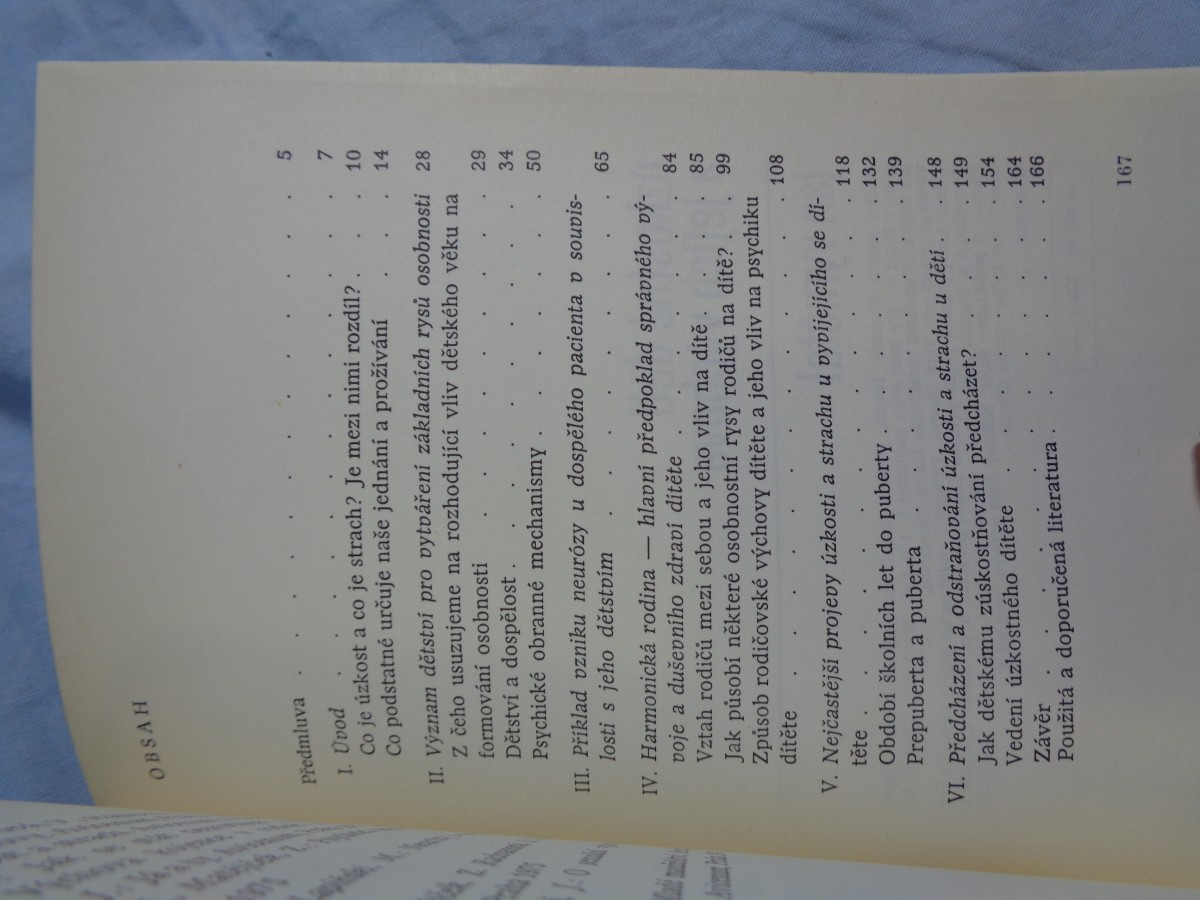 OBSAH
Předmluva . . . . . . . . . . . . 5
I. Úvod . . . . . . . . . . . 7
Co je úzkost a co je strach? Je mezi nimi rozdíl? . . . 10
Co podstatné určuje naše jednání a prožívání . . . 14
II. Význam dětství pro vytváření základních rysů osobnosti 28
Z čeho usuzujeme na rozhodující vliv dětského věku na
formování osobnosti . . . . . . . . . 29
Dětství a dospělost . . . . . . . . . 34
Psychické obranné mechanismy . . . . . . 50
III. Příklad vzniku neurózy u dospělého pacienta v souvis-
losti s jeho dětstvím . . . . . . . . 65
IV. Harmonická rodina — hlavní předpoklad správného vý-
voje a duševního zdraví dítěte . . . . . . 84
Vztah rodičů mezi sebou a jeho vliv na dítě . . . 85
Jak působí některé osobnostní rysy rodičů na dítě? . 99
Způsob rodičovské výchovy dítěte a jeho vliv na psychiku
dítěte . . . . . . . . . . . 108
V. Nejčastější projevy úzkosti a strachu u vyvíjejícího se dí-
těte . . . . . . . . . . . 118
Období školních let do puberty . . . . . . 132
Prepuberta a puberta . . . . . . . . 139
VI. Předcházení a odstraňování úzkosti a strachu u dětí . . 148
Jak dětskému zúskostňování předcházet? . . . . 149
Vedení úzkostného dítěte . . . . . . . 154
Závěr . . . . . . . . . . . 164
Použitá a doporučená literatura . . . . . . 166
167